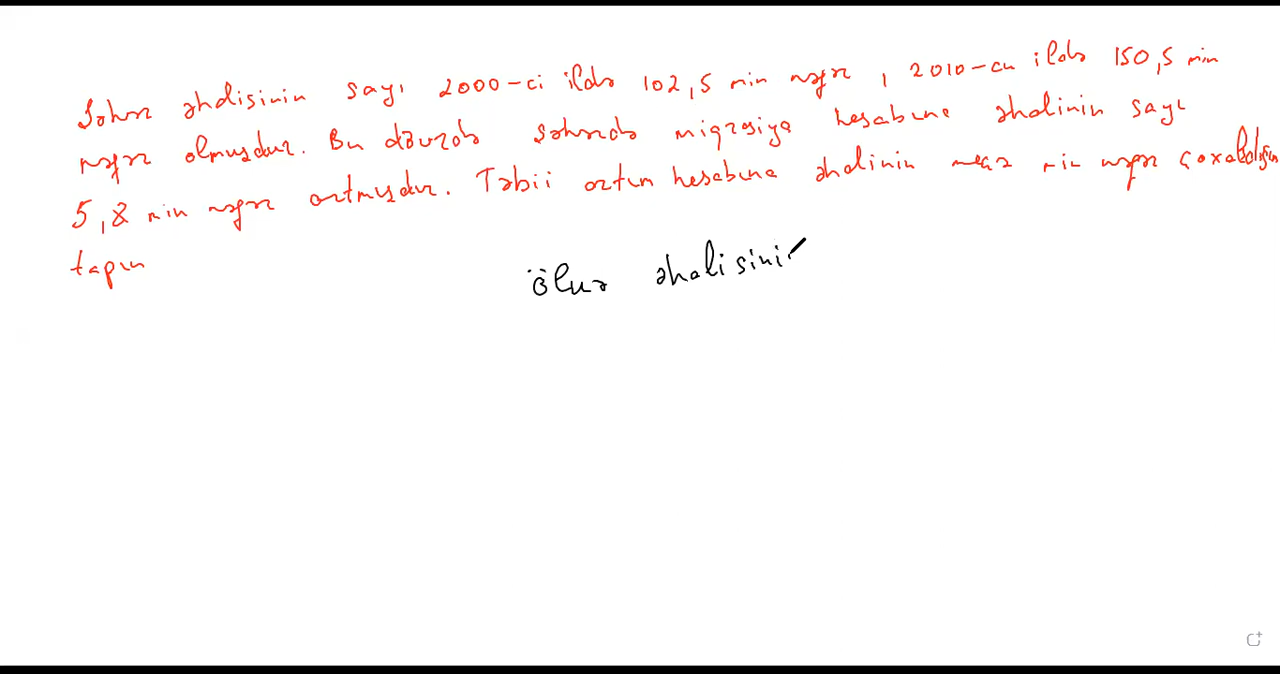 Şəhər əhalisinin sayı 2000-ci ildə 102,5 min nəfər, 2010-cu ildə 150,5 min
nəfər olmuşdur. Bu dövrdə şəhərdə miqrasiya hesabına əhalinin sayı
5,8 min nəfər artmışdır. Təbii artım hesabına əhalinin neçə min nəfər çoxaldığını
tapın
ölkə əhalisini